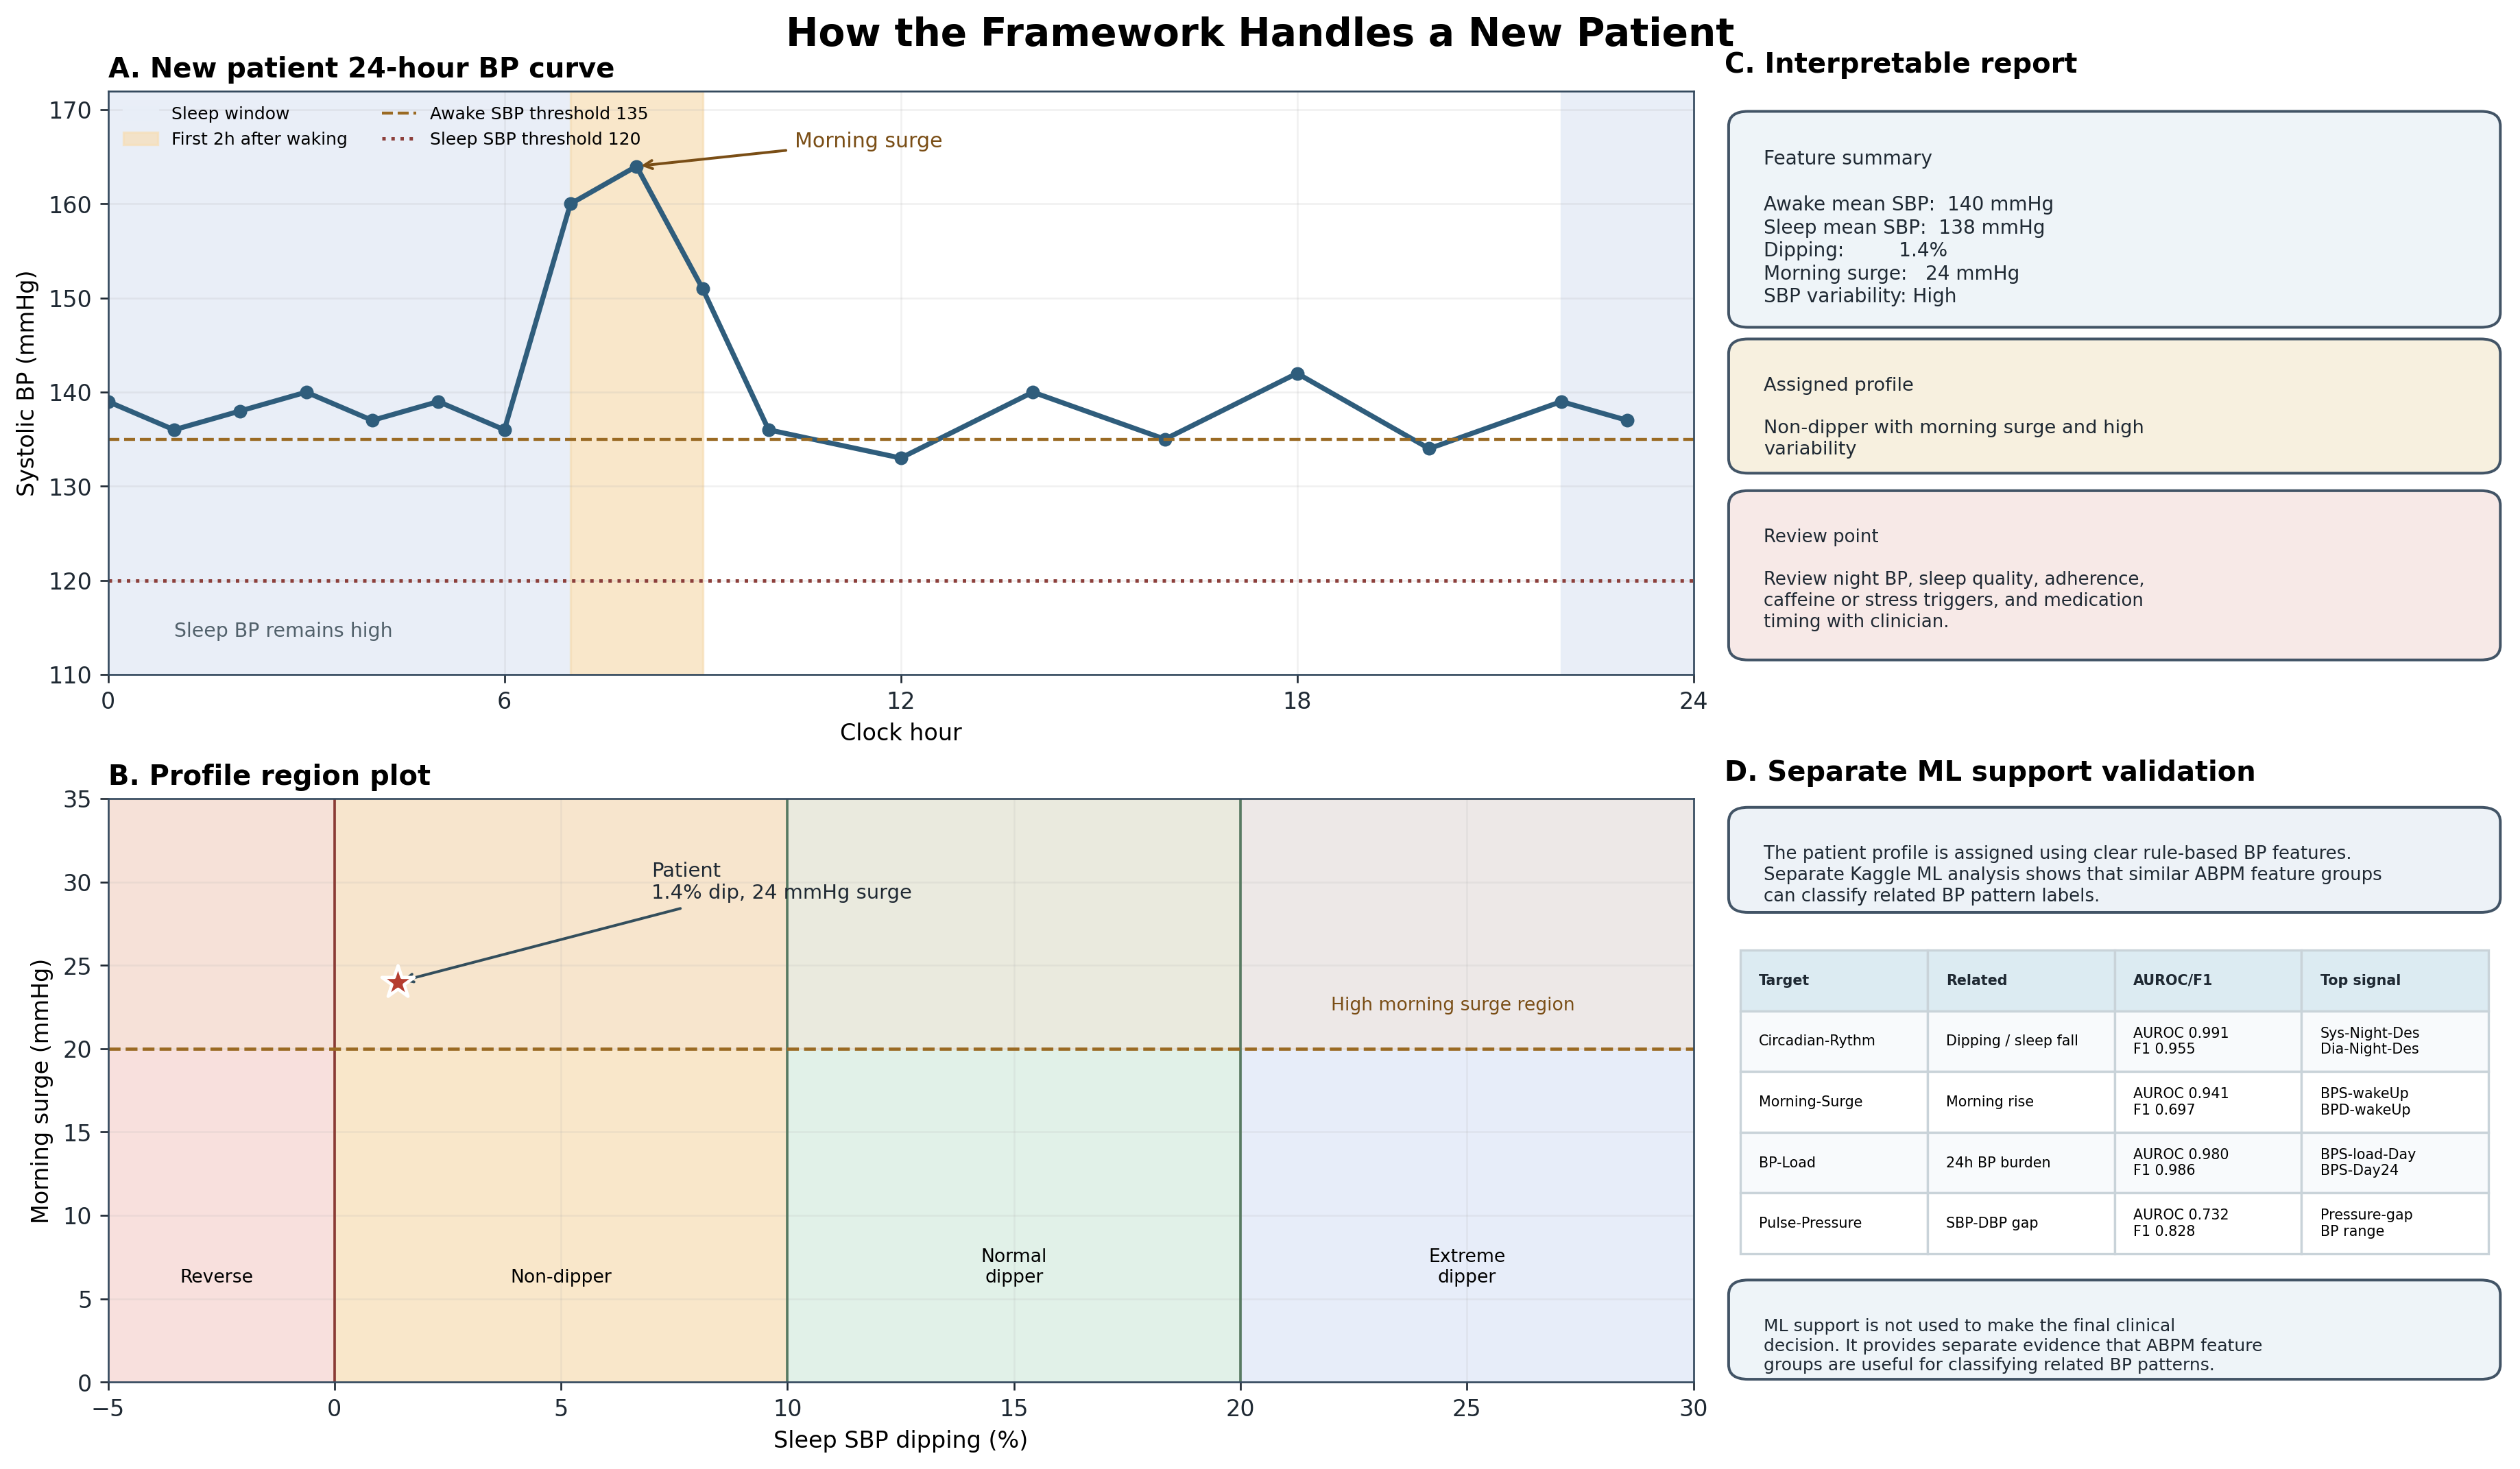 How the Framework Handles a New Patient
A. New patient 24-hour BP curve
Sleep window
First 2h after waking
Awake SBP threshold 135
Sleep SBP threshold 120
Morning surge
Sleep BP remains high
Systolic BP (mmHg)
170
160
150
140
130
120
110
0 6 12 18 24
Clock hour
C. Interpretable report
Feature summary
Awake mean SBP: 140 mmHg
Sleep mean SBP: 138 mmHg
Dipping: 1.4%
Morning surge: 24 mmHg
SBP variability: High
Assigned profile
Non-dipper with morning surge and high
variability
Review point
Review night BP, sleep quality, adherence,
caffeine or stress triggers, and medication
timing with clinician.
B. Profile region plot
Morning surge (mmHg)
35
30
25
20
15
10
5
0
Patient
1.4% dip, 24 mmHg surge
High morning surge region
Reverse
Non-dipper
Normal
dipper
Extreme
dipper
−5 0 5 10 15 20 25 30
Sleep SBP dipping (%)
D. Separate ML support validation
The patient profile is assigned using clear rule-based BP features.
Separate Kaggle ML analysis shows that similar ABPM feature groups
can classify related BP pattern labels.
Target Related AUROC/F1 Top signal
Circadian-Rythm Dipping / sleep fall AUROC 0.991 Sys-Night-Des
F1 0.955 Dia-Night-Des
Morning-Surge Morning rise AUROC 0.941 BPS-wakeUp
F1 0.697 BPD-wakeUp
BP-Load 24h BP burden AUROC 0.980 BPS-load-Day
F1 0.986 BPS-Day24
Pulse-Pressure SBP-DBP gap AUROC 0.732 Pressure-gap
F1 0.828 BP range
ML support is not used to make the final clinical
decision. It provides separate evidence that ABPM feature
groups are useful for classifying related BP patterns.